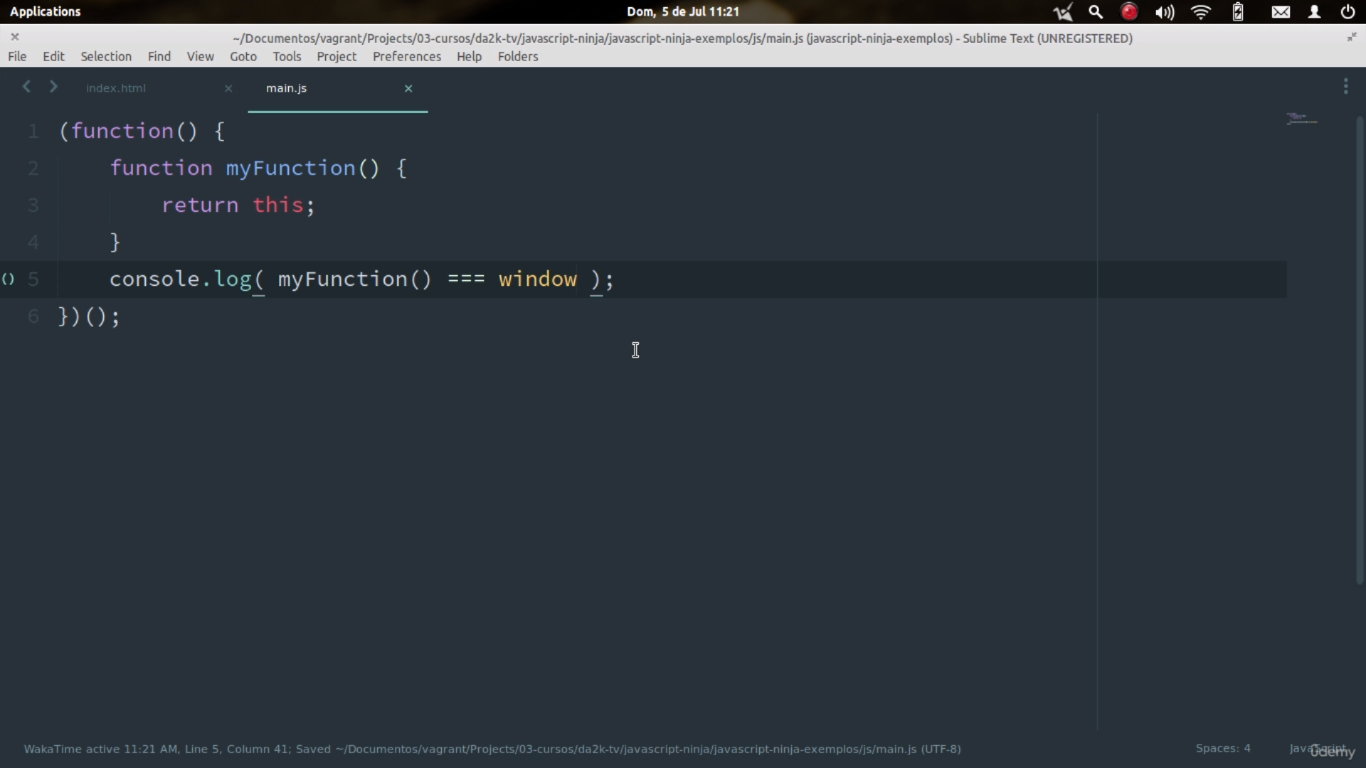 Applications
Dom, 5 de Jul 11:21
~/Documentos/vagrant/Projects/03-cursos/da2k-tv/javascript-ninja/javascript-ninja-exemplos/js/main.js (javascript-ninja-exemplos) - Sublime Text (UNREGISTERED)
File Edit Selection Find View Goto Tools Project Preferences Help Folders
index.html × main.js ×
1 (function() {
2 function myFunction() {
3 return this;
4 }
() 5 console.log( myFunction() === window );
6 })();
WakaTime active 11:21 AM, Line 5, Column 41; Saved ~/Documentos/vagrant/Projects/03-cursos/da2k-tv/javascript-ninja/javascript-ninja-exemplos/js/main.js (UTF-8)
Spaces: 4
JavaScript
ûdemy